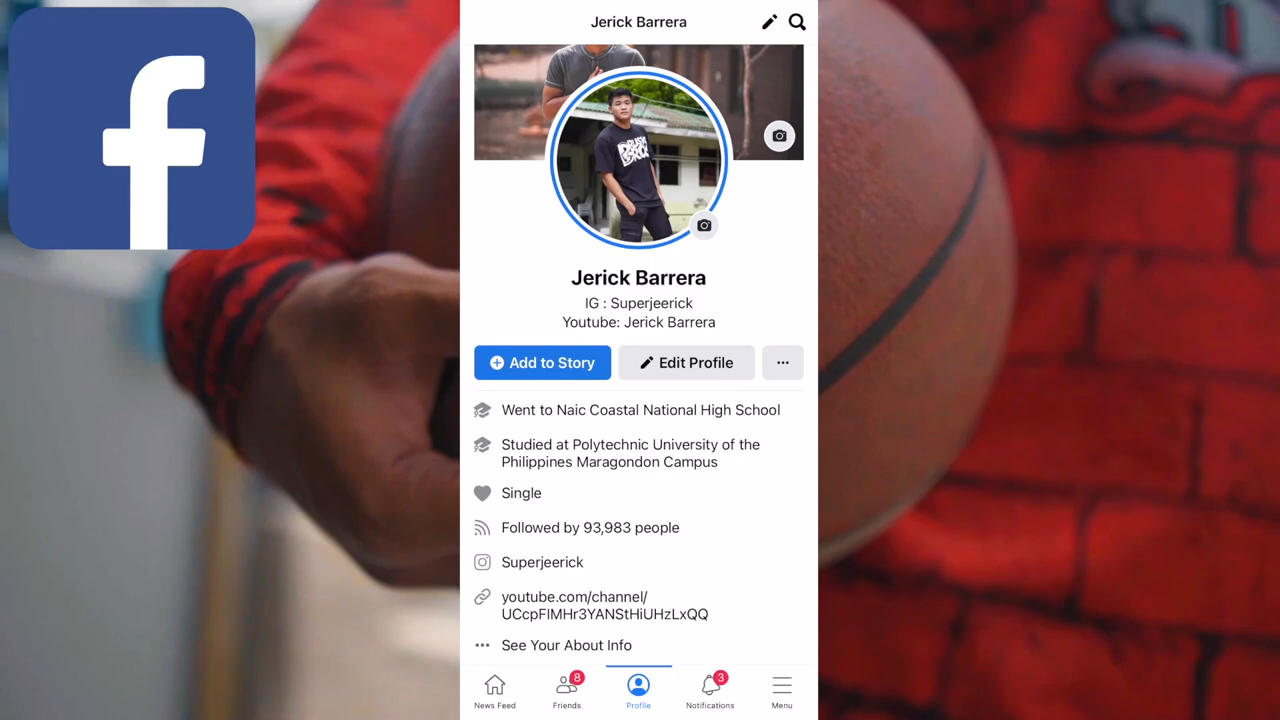 f
Jerick Barrera
Jerick Barrera
IG : Superjeerick
Youtube: Jerick Barrera
Add to Story
Edit Profile
Went to Naic Coastal National High School
Studied at Polytechnic University of the
Philippines Maragondon Campus
Single
Followed by 93,983 people
Superjeerick
youtube.com/channel/
UCcpFlMHr3YANStHiUHzLxQQ
See Your About Info
8
3
News Feed
Friends
Profile
Notifications
Menu